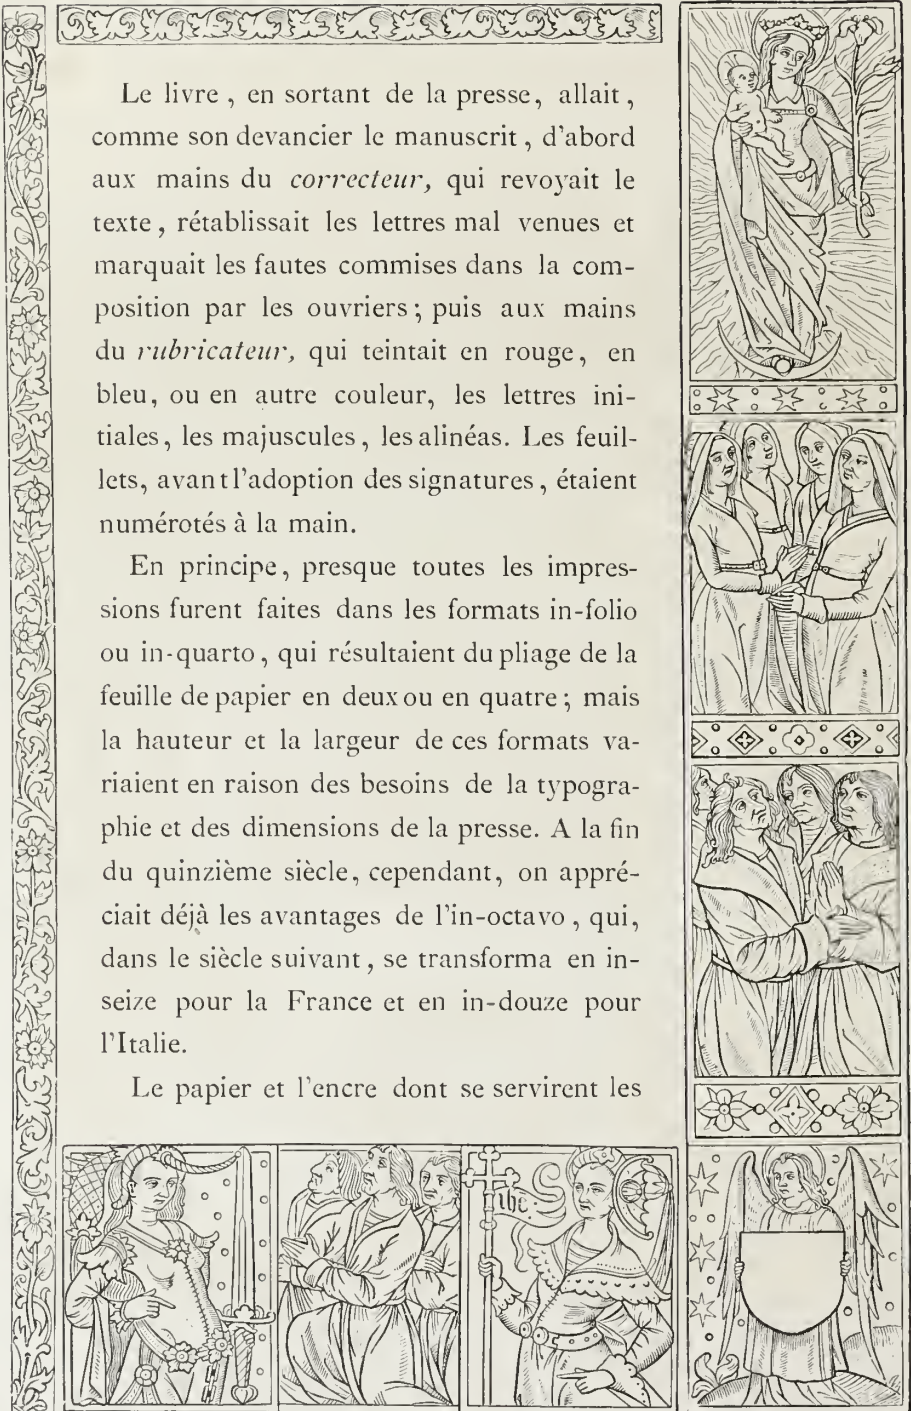 Le livre, en sortant de la presse, allait,
comme son devancier le manuscrit, d'abord
aux mains du correcteur, qui revoyait le
texte, rétablissait les lettres mal venues et
marquait les fautes commises dans la com-
position par les ouvriers; puis aux mains
du rubricateur, qui teintait en rouge, en
bleu, ou en autre couleur, les lettres ini-
tiales, les majuscules, les alinéas. Les feuil-
lets, avant l'adoption des signatures, étaient
numérotés à la main.
En principe, presque toutes les impres-
sions furent faites dans les formats in-folio
ou in-quarto, qui résultaient du pliage de la
feuille de papier en deux ou en quatre; mais
la hauteur et la largeur de ces formats va-
riaient en raison des besoins de la typogra-
phie et des dimensions de la presse. A la fin
du quinzième siècle, cependant, on appré-
ciait déjà les avantages de l'in-octavo, qui,
dans le siècle suivant, se transforma en in-
seize pour la France et en in-douze pour
l'Italie.
Le papier et l'encre dont se servirent les
ihc